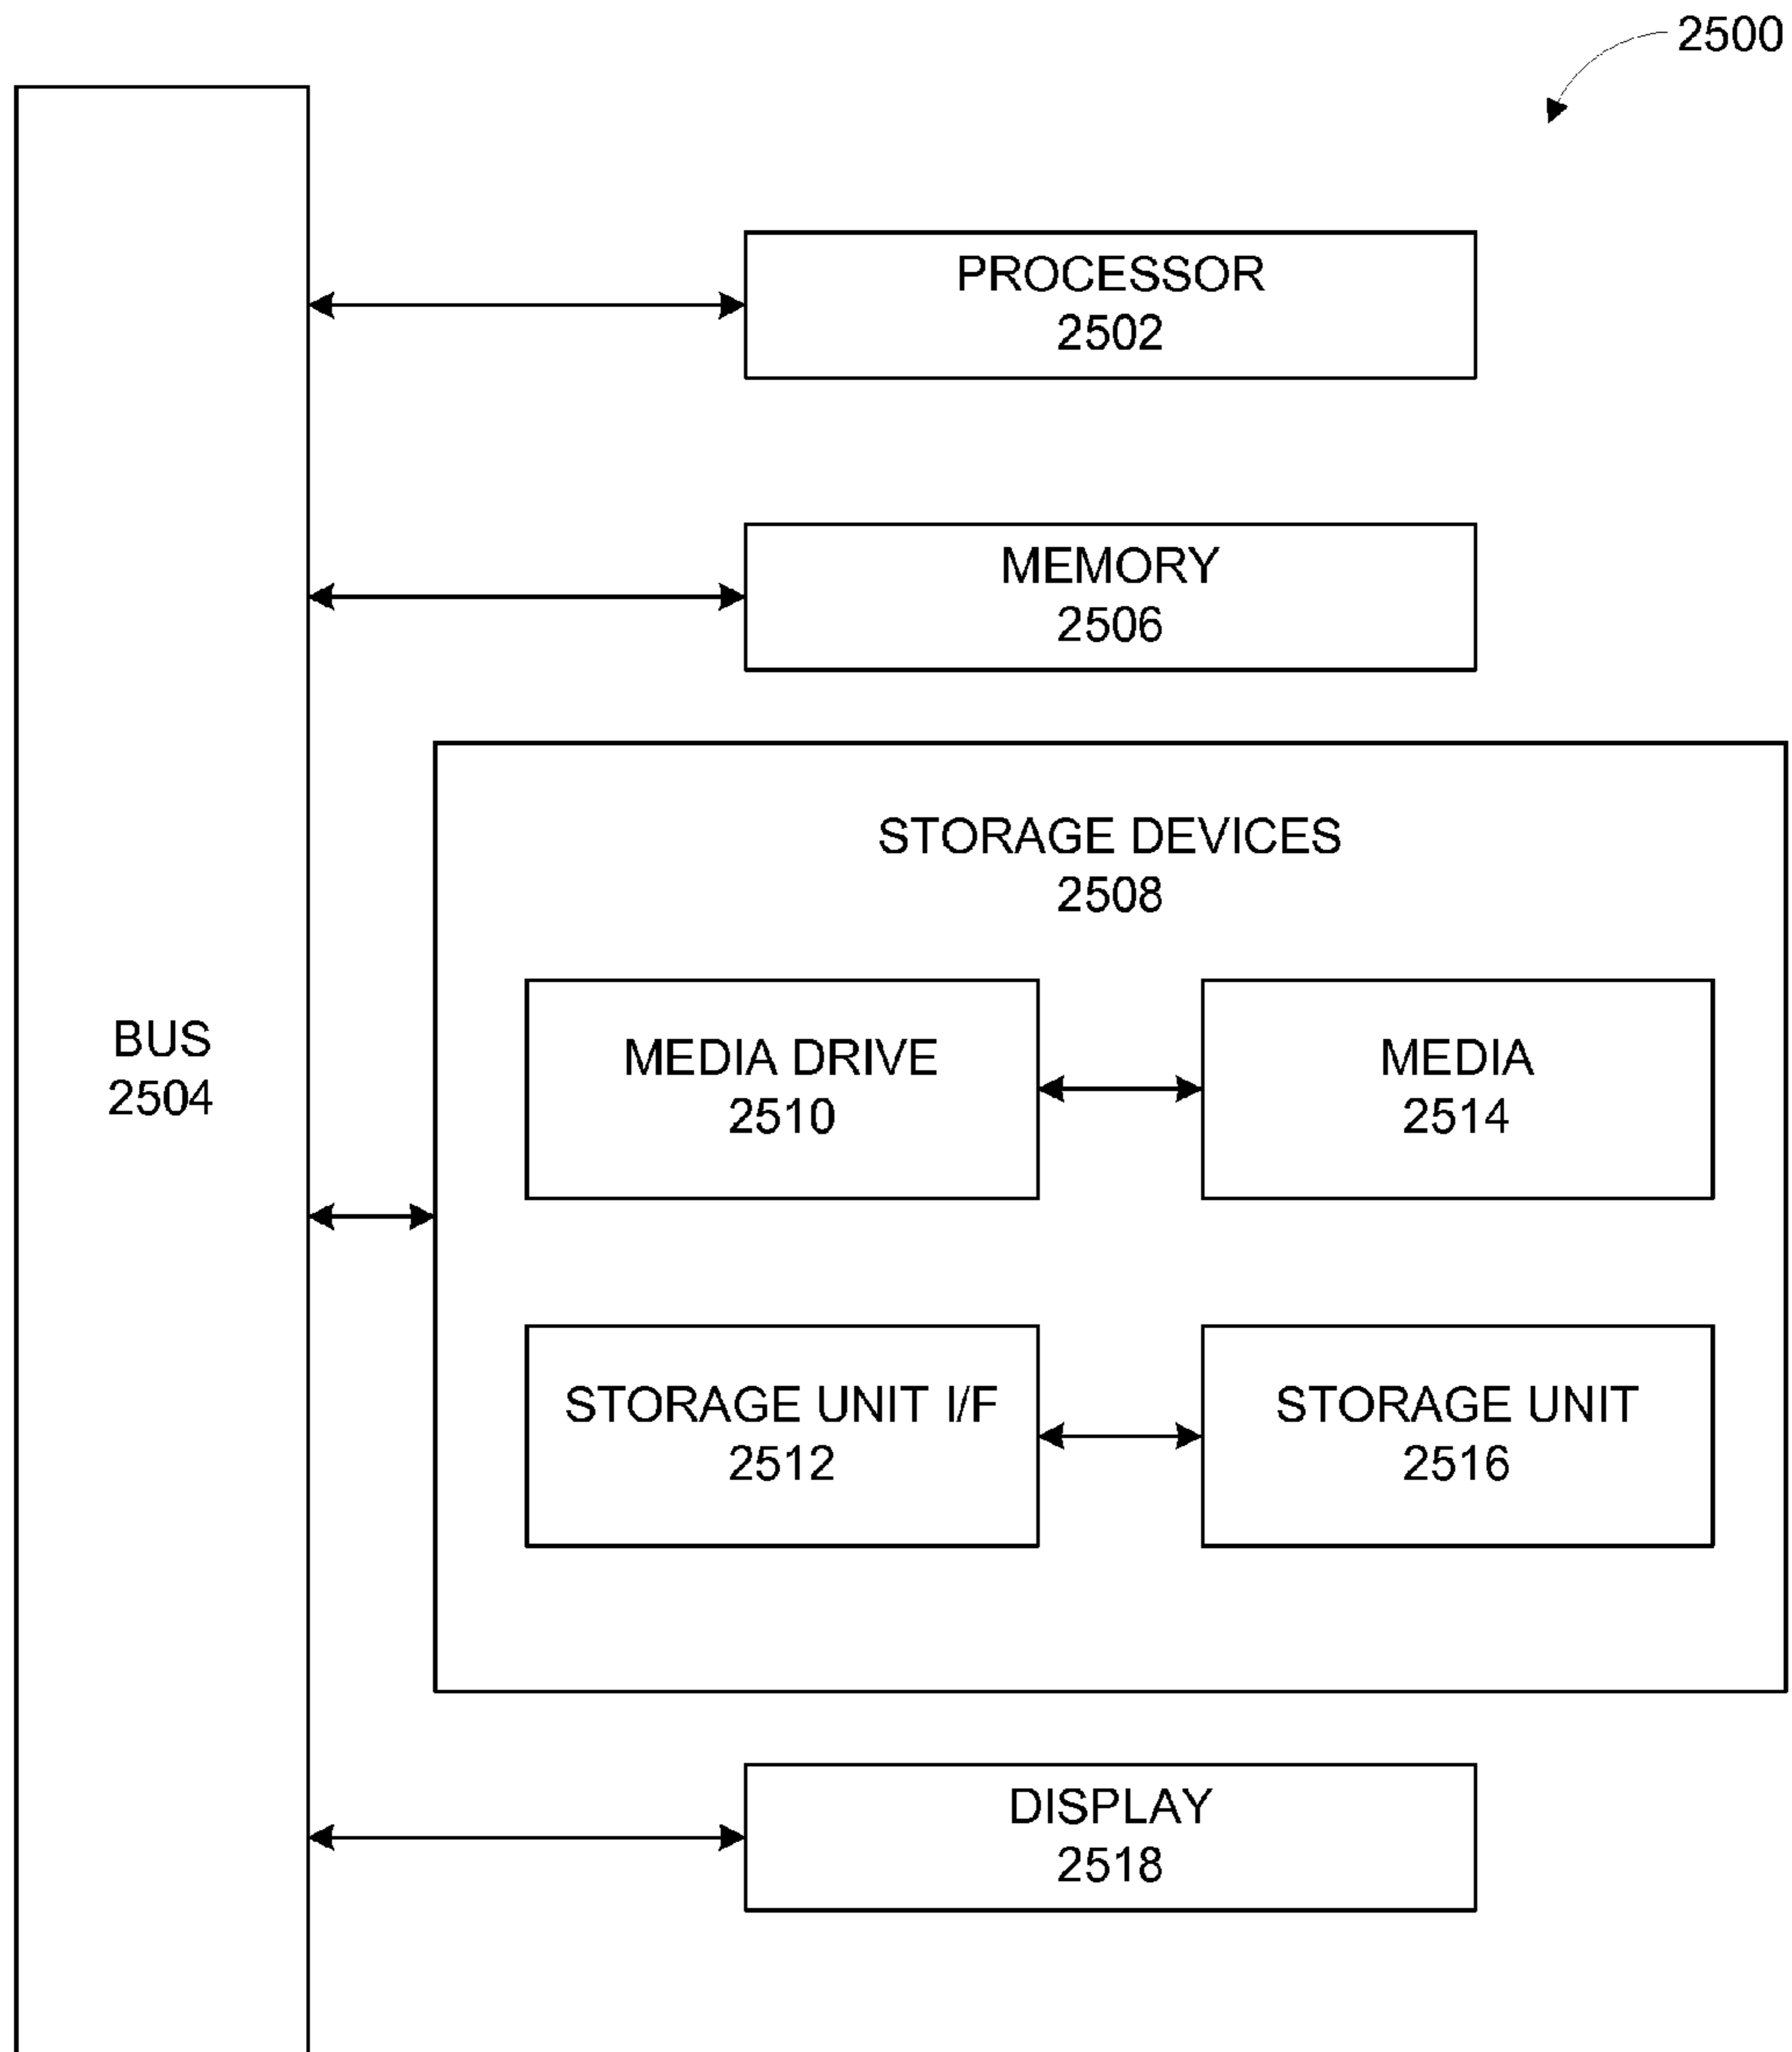 2500
PROCESSOR
2502
MEMORY
2506
STORAGE DEVICES
2508
BUS
2504
MEDIA DRIVE
2510
MEDIA
2514
STORAGE UNIT I/F
2512
STORAGE UNIT
2516
DISPLAY
2518